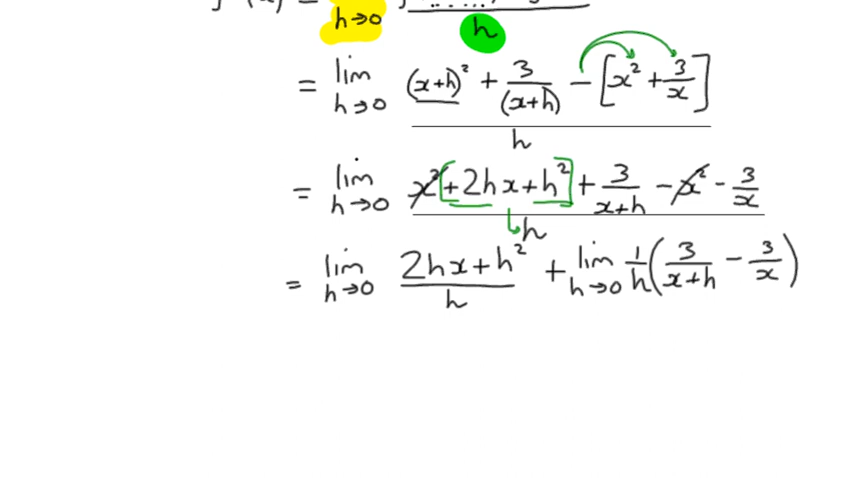 h→0 h
= lim h→0 ((x+h)² + 3/(x+h) - [x² + 3/x]) / h
= lim h→0 (x² + 2hx + h² + 3/(x+h) - x² - 3/x) / h
= lim h→0 (2hx + h²)/h + lim h→0 1/h (3/(x+h) - 3/x)